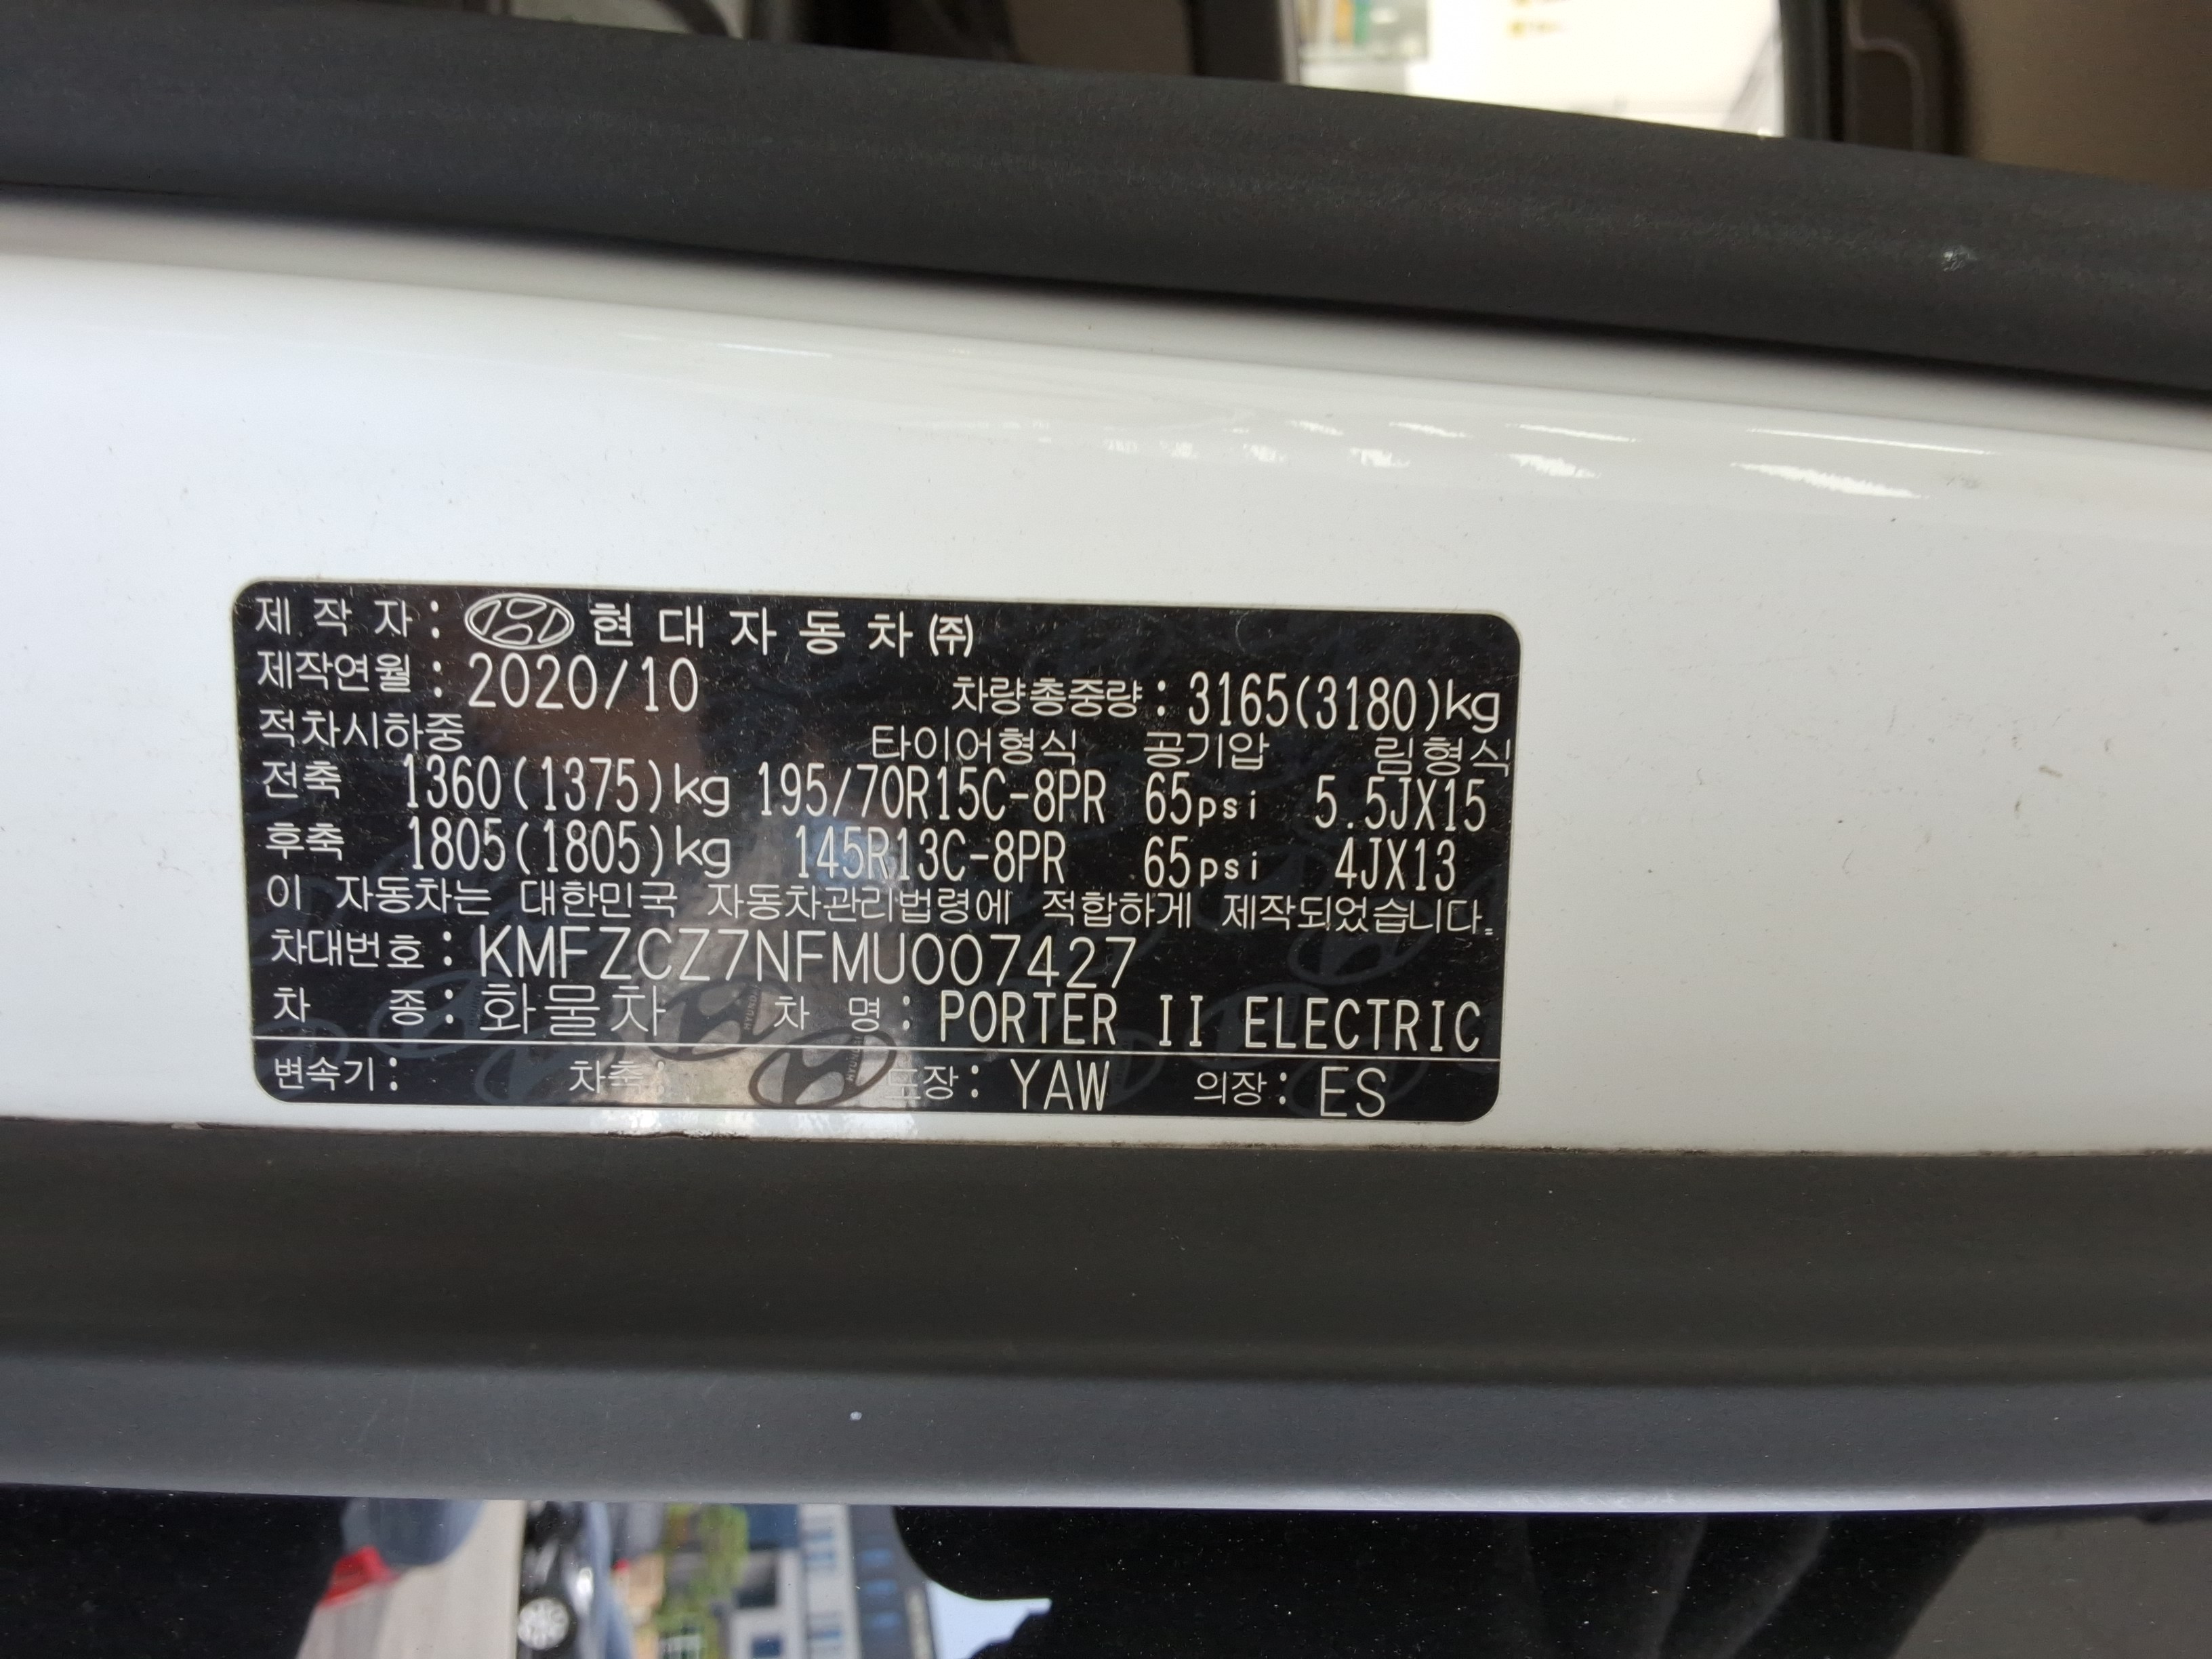 제 작 자 : 현 대 자 동 차 ㈜
제작연월 : 2020/10 차량총중량 : 3165(3180)kg
적차시하중 타이어형식 공기압 림형식
전축 1360(1375)kg 195/70R15C-8PR 65psi 5.5JX15
후축 1805(1805)kg 145R13C-8PR 65psi 4JX13
이 자동차는 대한민국 자동차관리법령에 적합하게 제작되었습니다.
차대번호 : KMFZCZ7NFMU007427
차 종 : 화물차 차 명 : PORTER II ELECTRIC
변속기 : 차축 : 도장 : YAW 의장 : ES